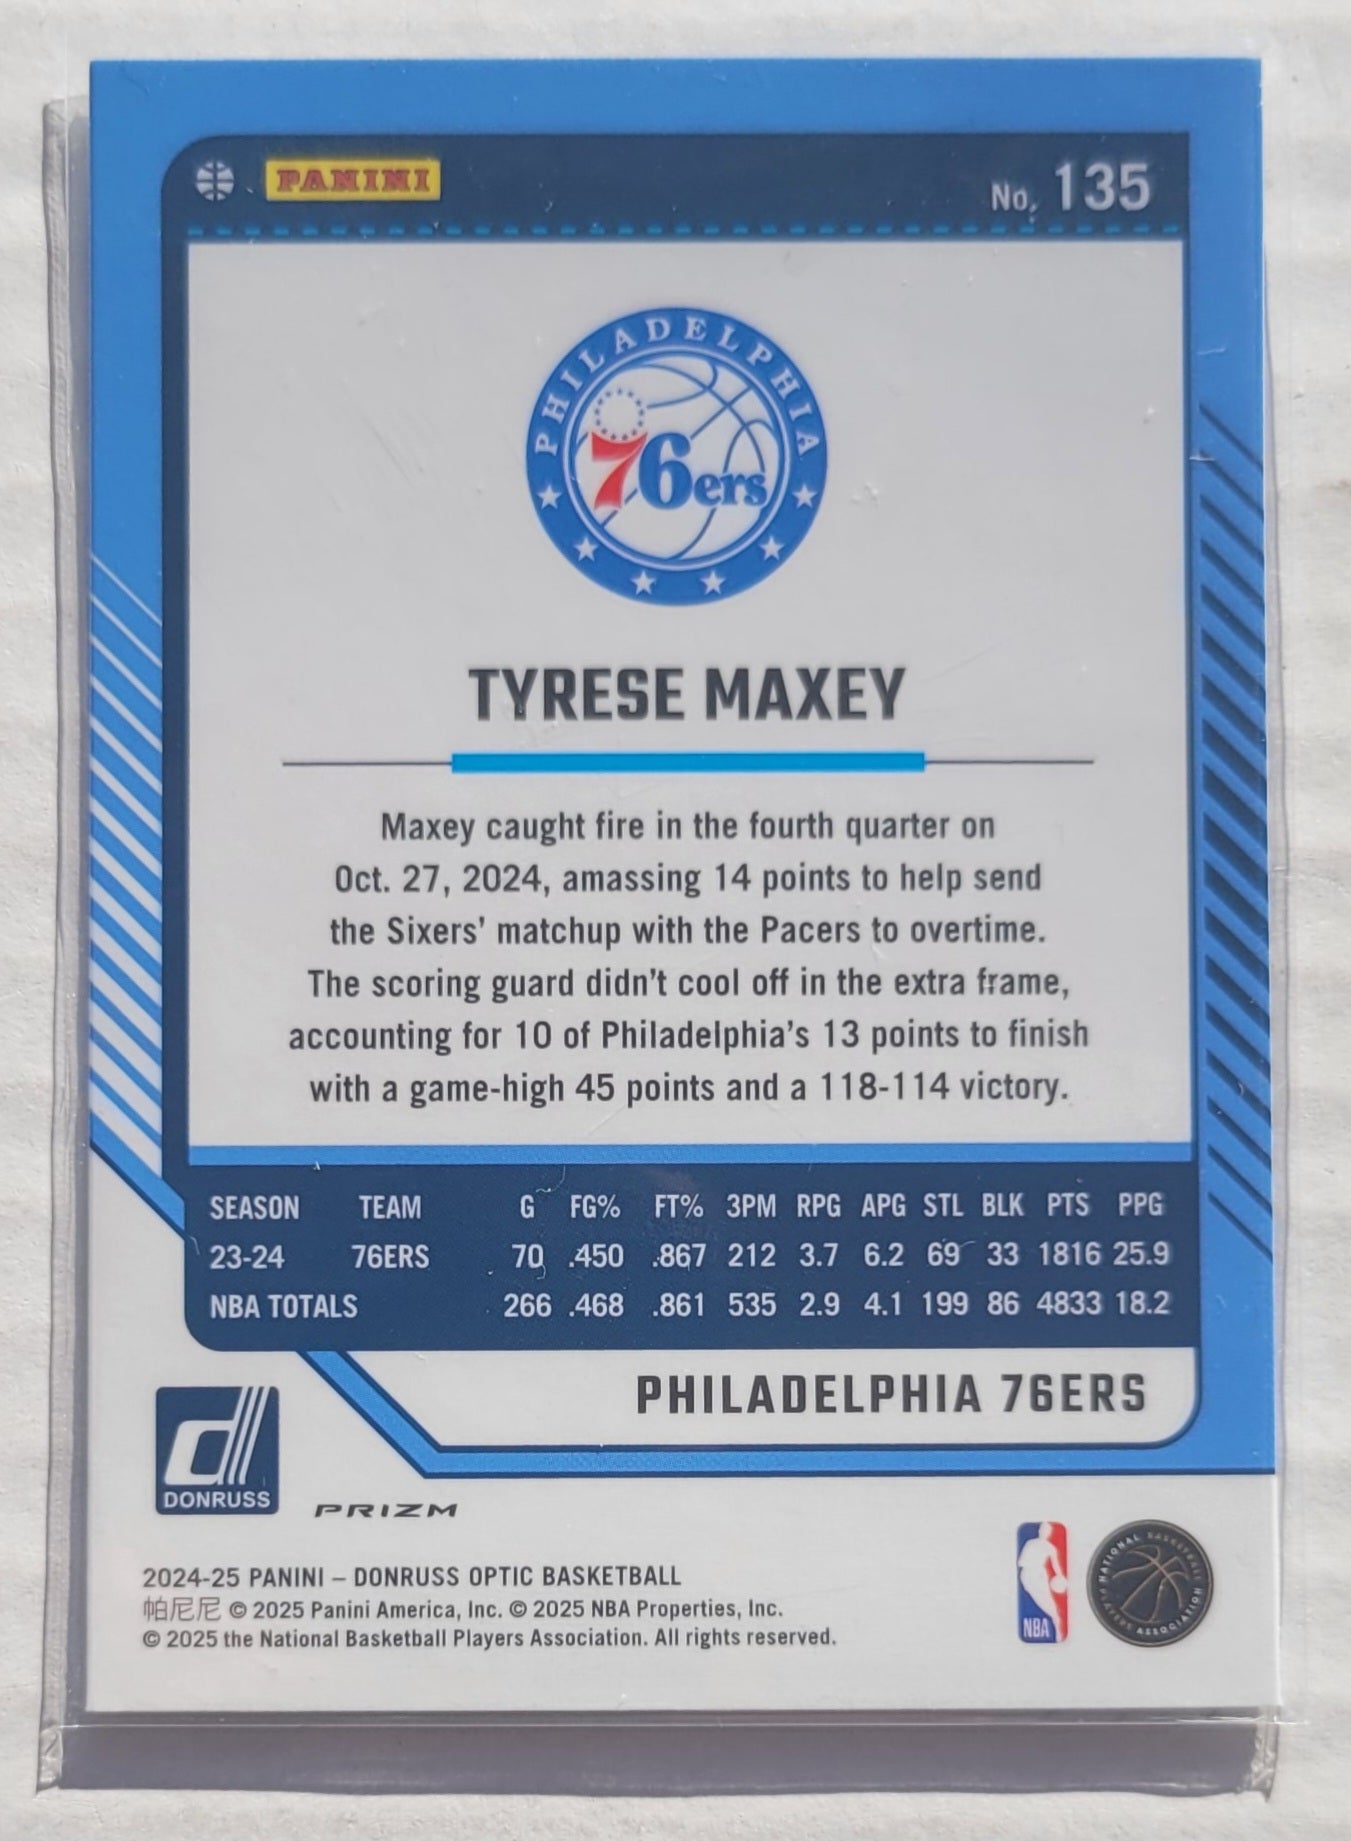 PANINI
No. 135
PHILADELPHIA
76ers
TYRESE MAXEY
Maxey caught fire in the fourth quarter on
Oct. 27, 2024, amassing 14 points to help send
the Sixers' matchup with the Pacers to overtime.
The scoring guard didn't cool off in the extra frame,
accounting for 10 of Philadelphia's 13 points to finish
with a game-high 45 points and a 118-114 victory.
SEASON TEAM G FG% FT% 3PM RPG APG STL BLK PTS PPG
23-24 76ERS 70 .450 .867 212 3.7 6.2 69 33 1816 25.9
NBA TOTALS 266 .468 .861 535 2.9 4.1 199 86 4833 18.2
PHILADELPHIA 76ERS
d
DONRUSS
PRIZM
2024-25 PANINI – DONRUSS OPTIC BASKETBALL
帕尼尼 © 2025 Panini America, Inc. © 2025 NBA Properties, Inc.
© 2025 the National Basketball Players Association. All rights reserved.
NBA
NATIONAL BASKETBALL
PLAYERS ASSOCIATION